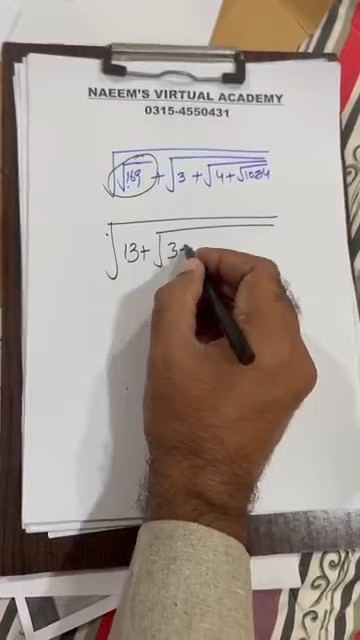 NAEEM'S VIRTUAL ACADEMY
0315-4550431
√(√169 + √(3 + √(4 + √1024)))
√(13 + √(3+